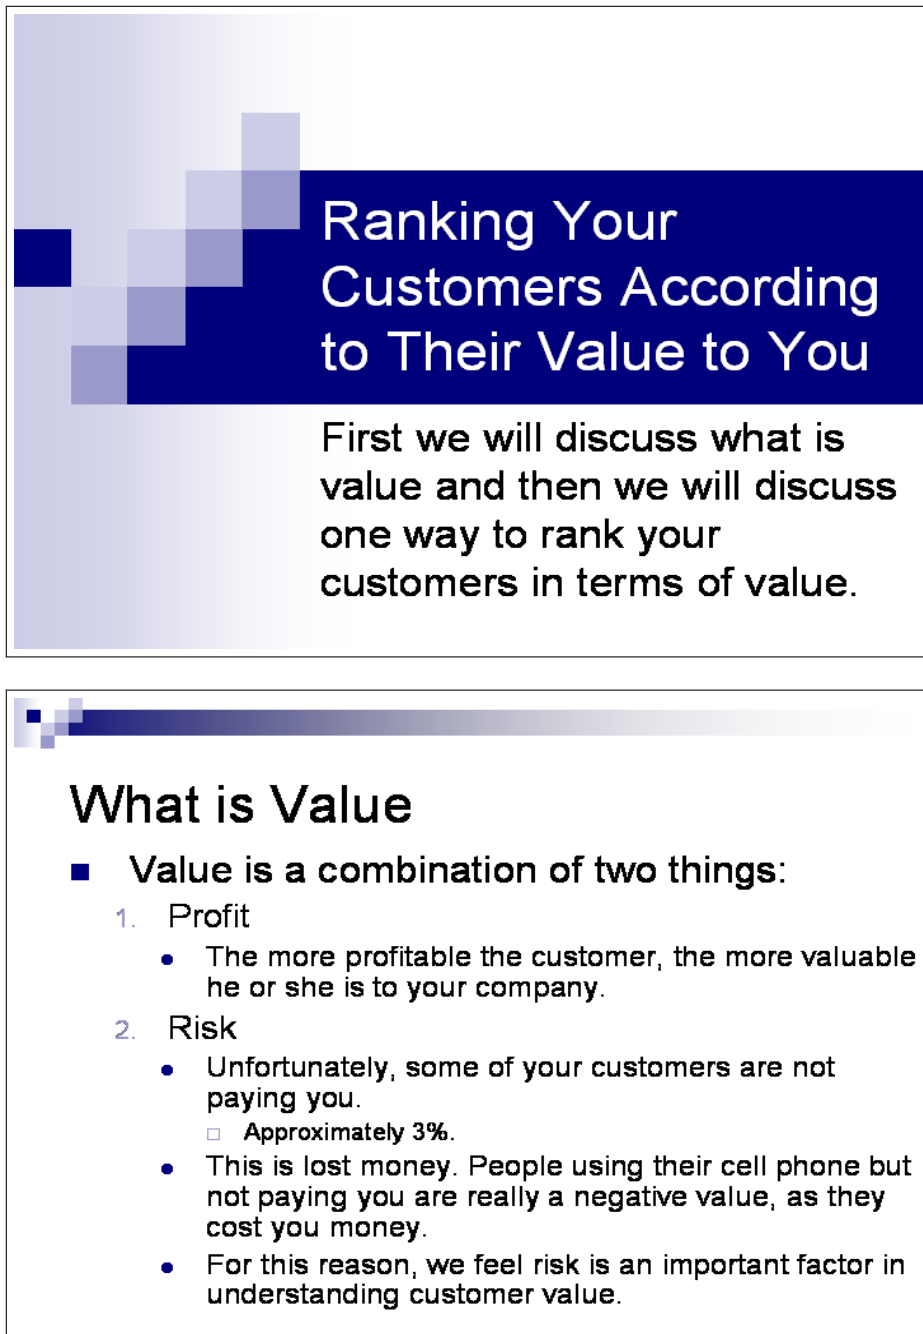 Ranking Your
Customers According
to Their Value to You
First we will discuss what is
value and then we will discuss
one way to rank your
customers in terms of value.
What is Value
Value is a combination of two things:
1. Profit
The more profitable the customer, the more valuable
he or she is to your company.
2. Risk
Unfortunately, some of your customers are not
paying you.
Approximately 3%.
This is lost money. People using their cell phone but
not paying you are really a negative value, as they
cost you money.
For this reason, we feel risk is an important factor in
understanding customer value.